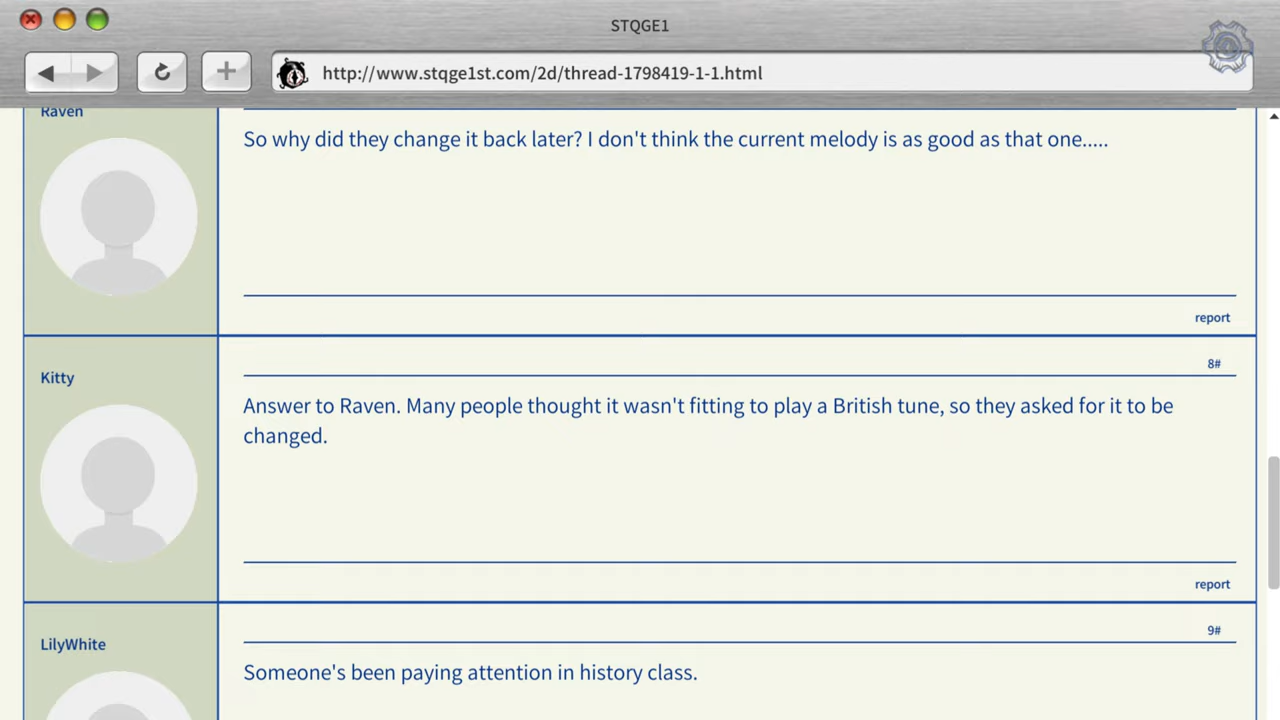 STQGE1
http://www.stqge1st.com/2d/thread-1798419-1-1.html
Raven
So why did they change it back later? I don't think the current melody is as good as that one.....
report
8#
Kitty
Answer to Raven. Many people thought it wasn't fitting to play a British tune, so they asked for it to be
changed.
report
9#
LilyWhite
Someone's been paying attention in history class.